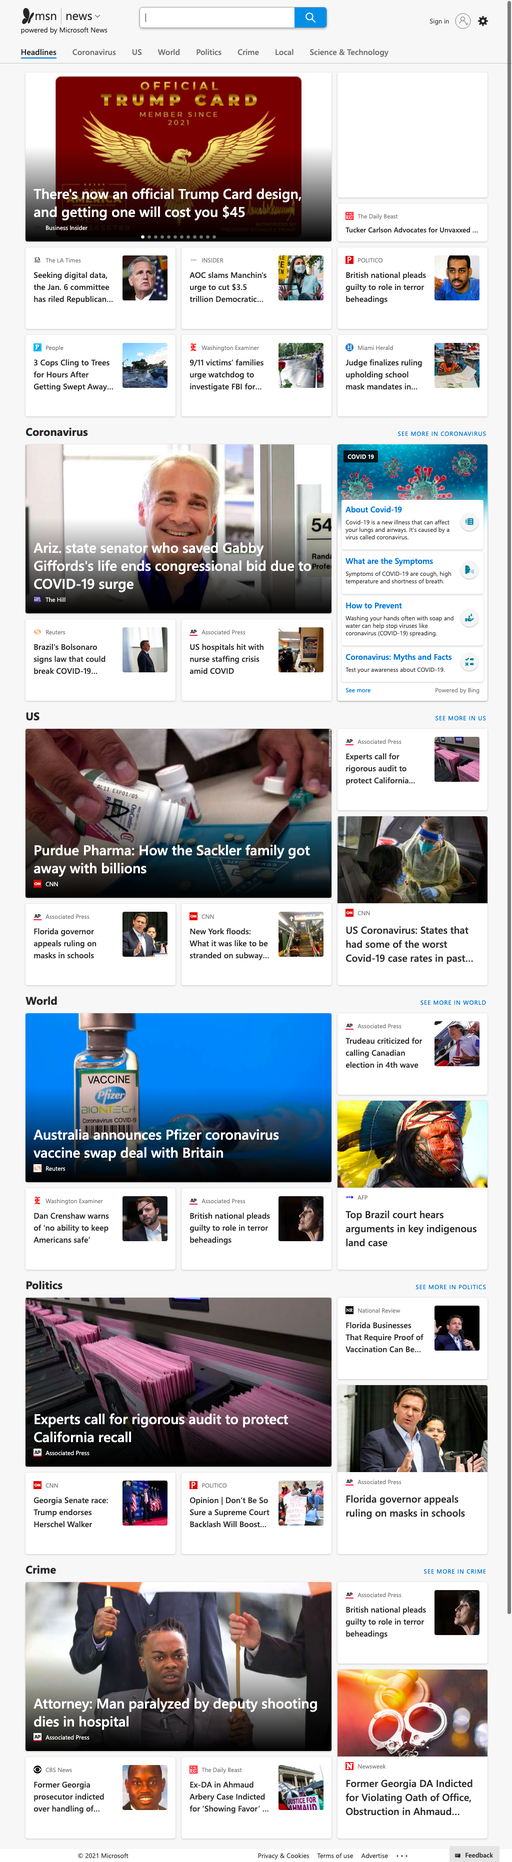 msn | news
powered by Microsoft News
Sign in
Headlines
Coronavirus
US
World
Politics
Crime
Local
Science & Technology
OFFICIAL
TRUMP CARD
MEMBER SINCE
2021
There's now an official Trump Card design,
and getting one will cost you $45
Business Insider
The Daily Beast
Tucker Carlson Advocates for Unvaxxed ...
The LA Times
Seeking digital data,
the Jan. 6 committee
has riled Republican...
INSIDER
AOC slams Manchin's
urge to cut $3.5
trillion Democratic...
POLITICO
British national pleads
guilty to role in terror
beheadings
People
3 Cops Cling to Trees
for Hours After
Getting Swept Away...
Washington Examiner
9/11 victims' families
urge watchdog to
investigate FBI for...
Miami Herald
Judge finalizes ruling
upholding school
mask mandates in...
Coronavirus
SEE MORE IN CORONAVIRUS
54
Ariz. state senator who saved Gabby
Giffords's life ends congressional bid due to
COVID-19 surge
The Hill
COVID 19
About Covid-19
Covid-19 is a new illness that can affect
your lungs and airways. It's caused by a
virus called coronavirus.
What are the Symptoms
Symptoms of COVID-19 are cough, high
temperature and shortness of breath.
How to Prevent
Washing your hands often with soap and
water can help stop viruses like
coronavirus (COVID-19) spreading.
Coronavirus: Myths and Facts
Test your awareness about COVID-19.
See more
Powered by Bing
Reuters
Brazil's Bolsonaro
signs law that could
break COVID-19...
Associated Press
US hospitals hit with
nurse staffing crisis
amid COVID
US
SEE MORE IN US
Purdue Pharma: How the Sackler family got
away with billions
CNN
Associated Press
Experts call for
rigorous audit to
protect California...
CNN
US Coronavirus: States that
had some of the worst
Covid-19 case rates in past...
Associated Press
Florida governor
appeals ruling on
masks in schools
CNN
New York floods:
What it was like to be
stranded on subway...
World
SEE MORE IN WORLD
VACCINE
Pfizer
BIONTECH
Coronavirus COVID-19
Australia announces Pfizer coronavirus
vaccine swap deal with Britain
Reuters
Associated Press
Trudeau criticized for
calling Canadian
election in 4th wave
AFP
Top Brazil court hears
arguments in key indigenous
land case
Washington Examiner
Dan Crenshaw warns
of 'no ability to keep
Americans safe'
Associated Press
British national pleads
guilty to role in terror
beheadings
Politics
SEE MORE IN POLITICS
Experts call for rigorous audit to protect
California recall
Associated Press
National Review
Florida Businesses
That Require Proof of
Vaccination Can Be...
Associated Press
Florida governor appeals
ruling on masks in schools
CNN
Georgia Senate race:
Trump endorses
Herschel Walker
POLITICO
Opinion | Don't Be So
Sure a Supreme Court
Backlash Will Boost...
Crime
SEE MORE IN CRIME
Attorney: Man paralyzed by deputy shooting
dies in hospital
Associated Press
Associated Press
British national pleads
guilty to role in terror
beheadings
Newsweek
Former Georgia DA Indicted
for Violating Oath of Office,
Obstruction in Ahmaud...
CBS News
Former Georgia
prosecutor indicted
over handling of...
The Daily Beast
Ex-DA in Ahmaud
Arbery Case Indicted
for 'Showing Favor' ...
JUSTICE FOR
AHMAUD
© 2021 Microsoft
Privacy & Cookies
Terms of use
Advertise
...
Feedback